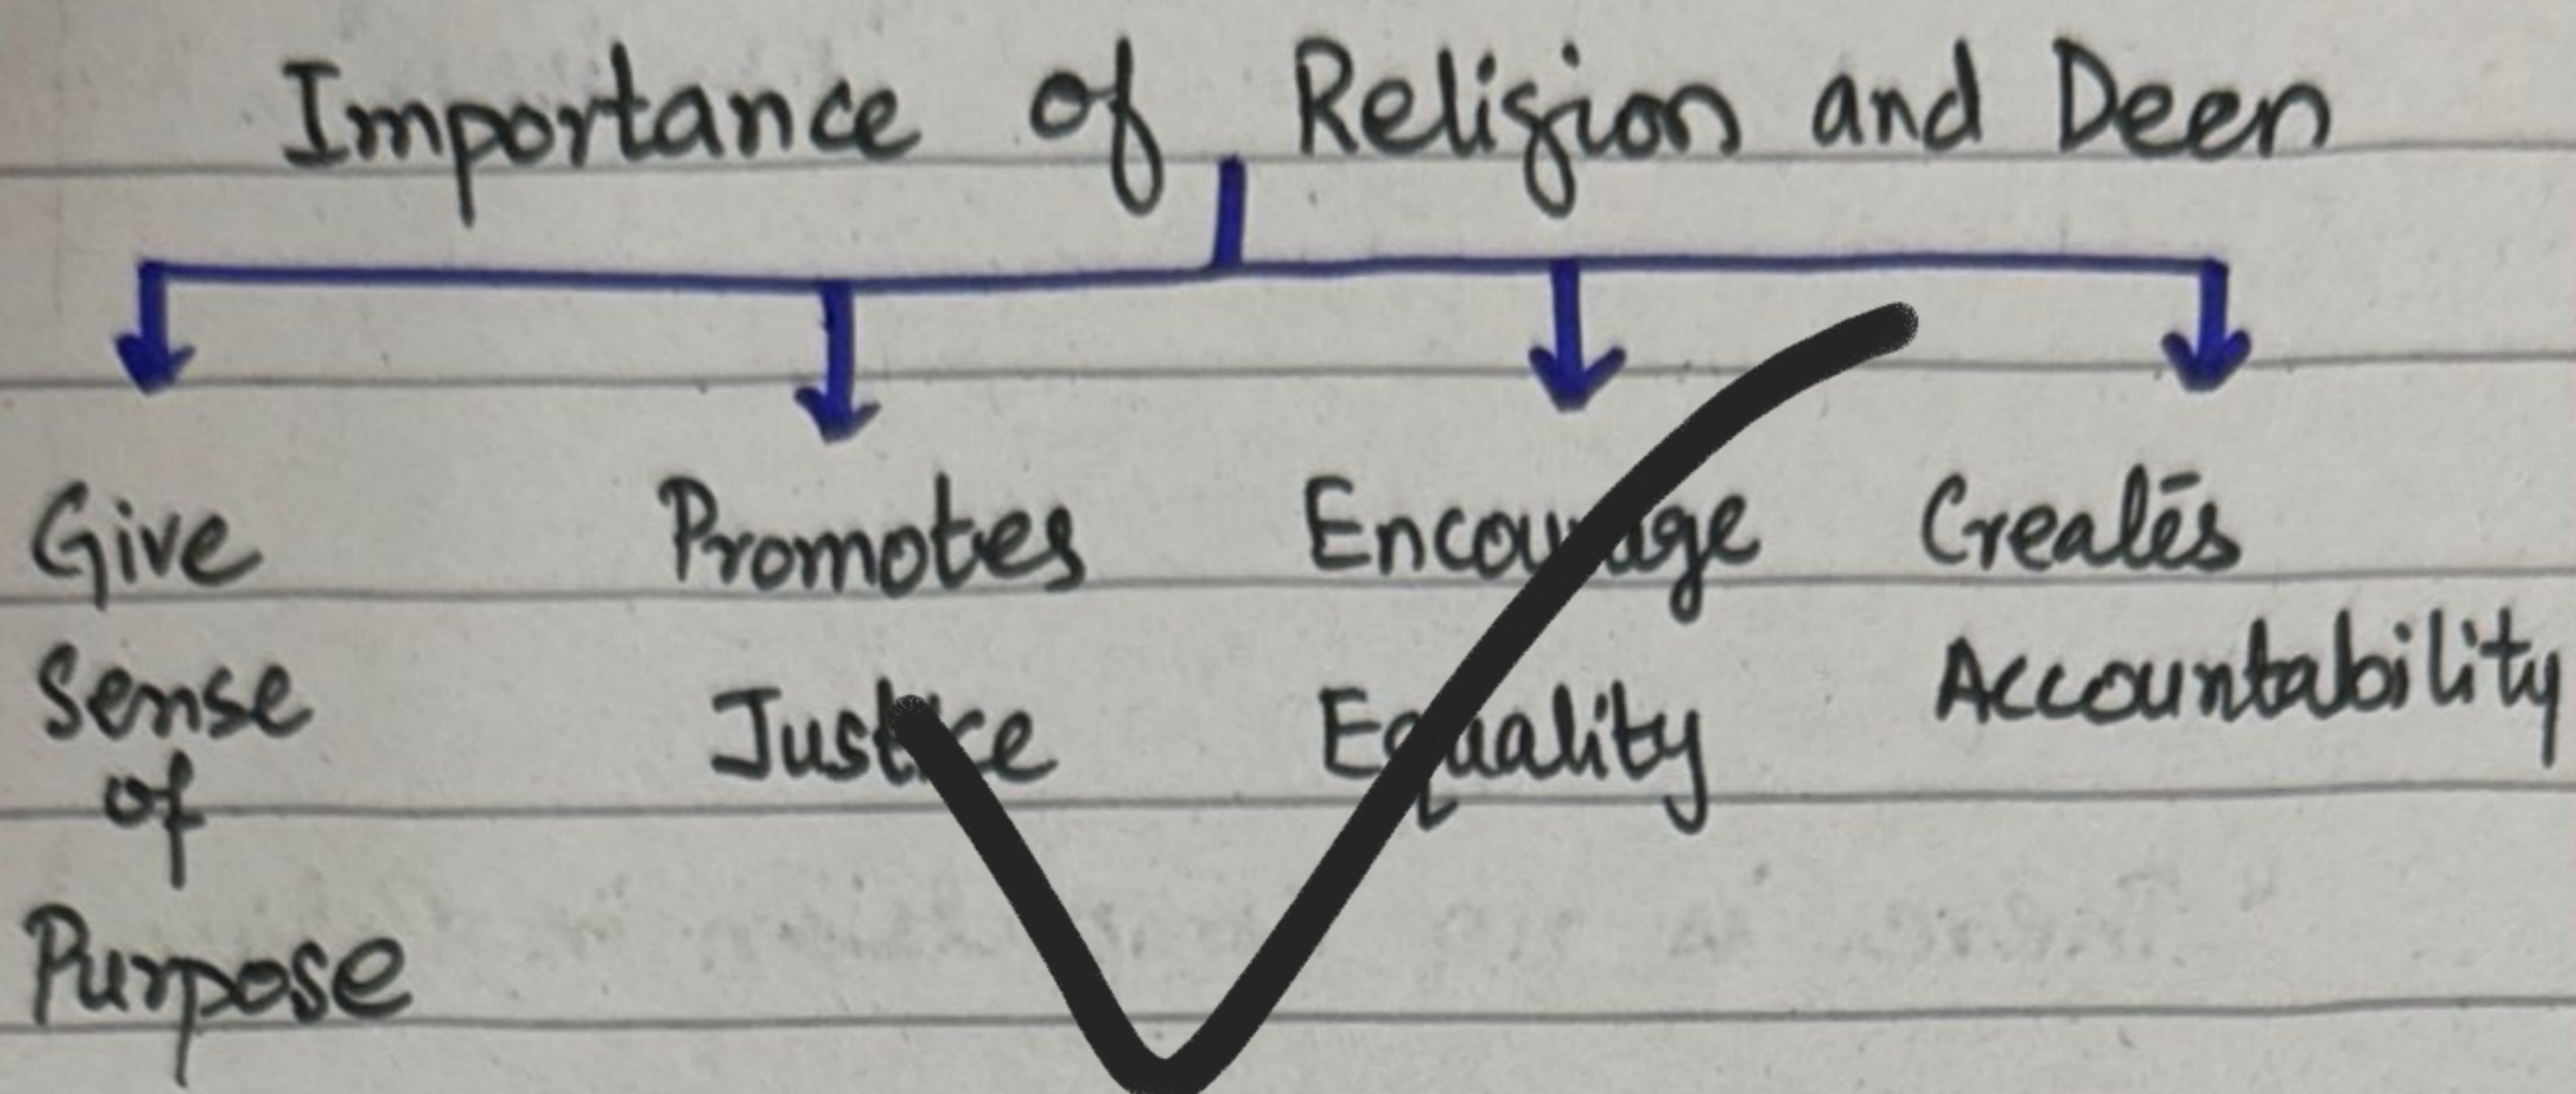 Importance of Religion and Deen
Give Promotes Encourage Creates
Sense Justice Equality Accountability
of
Purpose